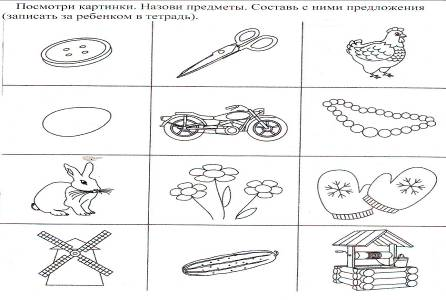 Посмотри картинки. Назови предметы. Составь с ними предложения
(записать за ребенком в тетрадь).